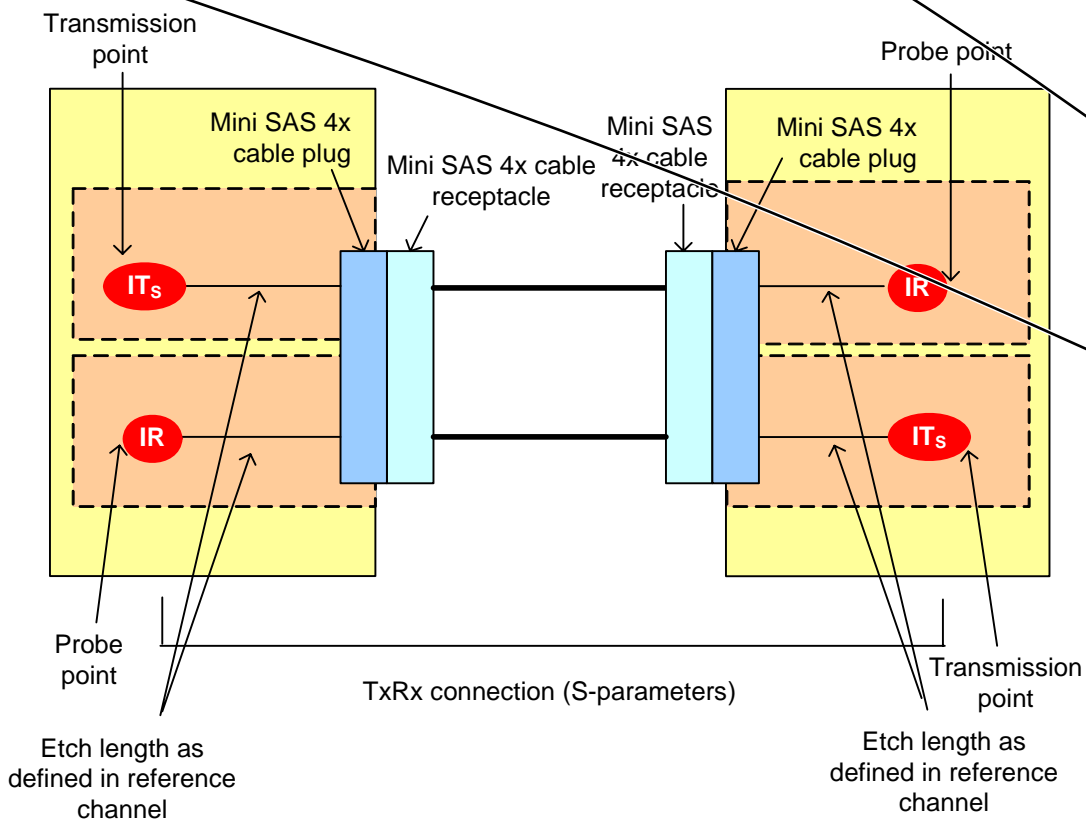 Transmission
point
Probe point
Mini SAS 4x
cable plug
Mini SAS 4x cable
receptacle
Mini SAS
4x cable
receptacle
Mini SAS 4x
cable plug
ITS
IR
IR
ITS
Probe
point
Transmission
point
TxRx connection (S-parameters)
Etch length as
defined in reference
channel
Etch length as
defined in reference
channel